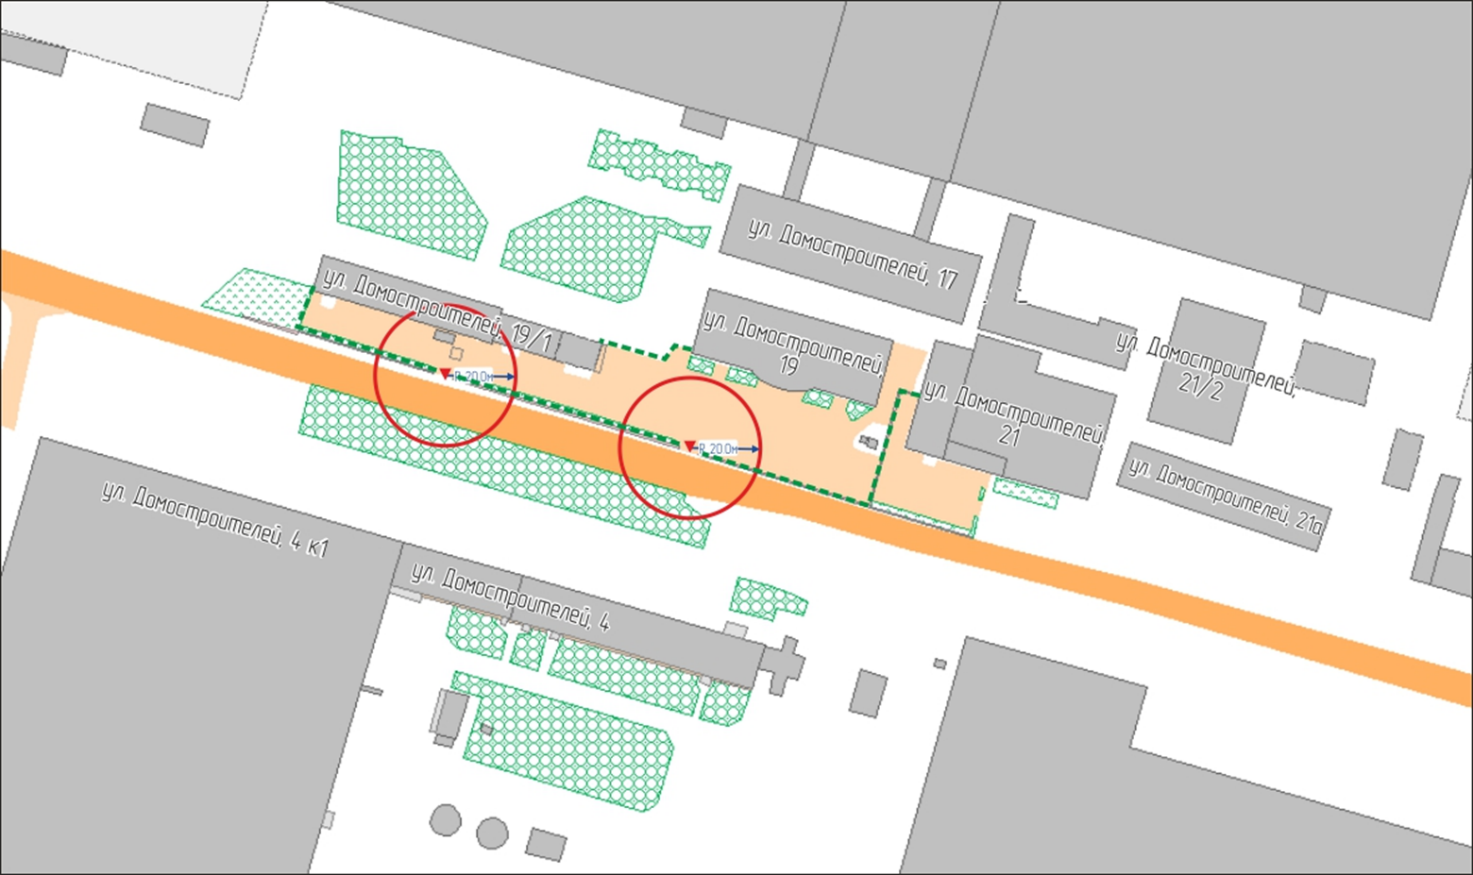 ул. Домостроителей, 17
ул. Домостроителей, 19/1
ул. Домостроителей,
19
ул. Домостроителей,
21/2
R 20.0м
ул. Домостроителей,
21
R 20.0м
ул. Домостроителей, 21а
ул. Домостроителей, 4 к1
ул. Домостроителей, 4